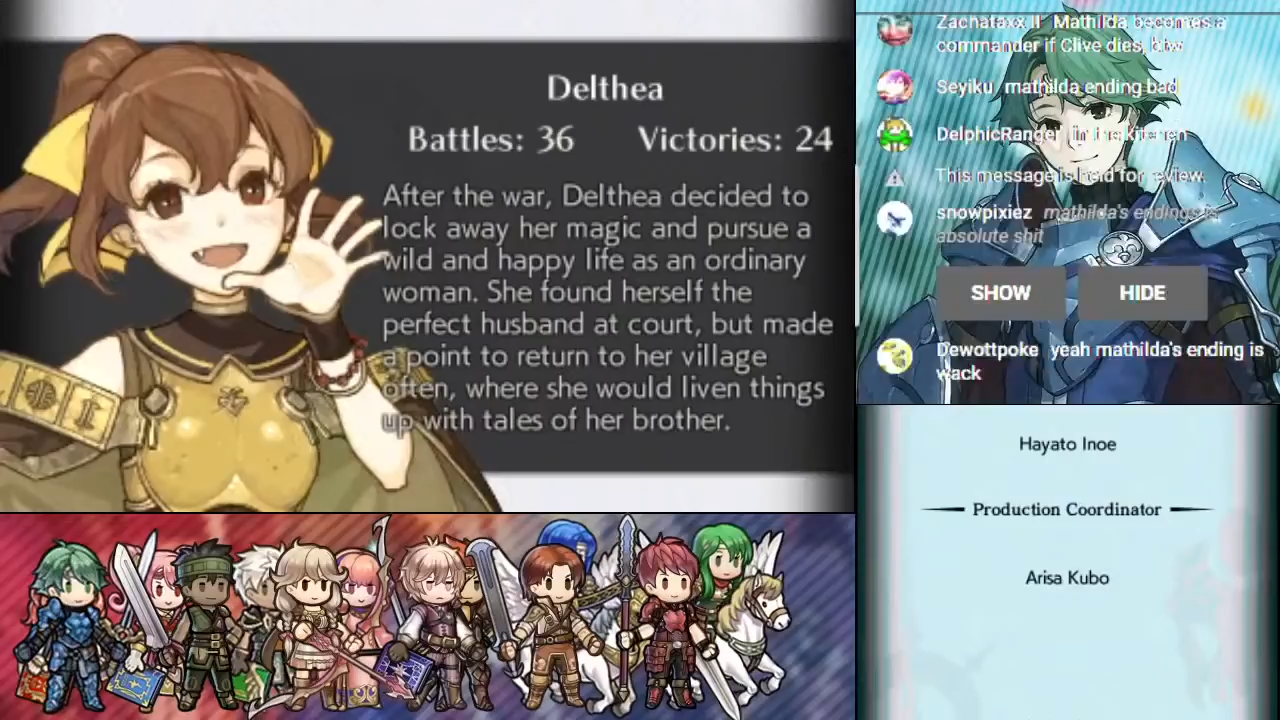 Delthea
Battles: 36 Victories: 24
After the war, Delthea decided to
lock away her magic and pursue a
wild and happy life as an ordinary
woman. She found herself the
perfect husband at court, but made
a point to return to her village
often, where she would liven things
up with tales of her brother.
Zachataxx II Mathilda becomes a
commander if Clive dies, btw
Seyiku mathilda ending bad
DelphicRanger in the kitchen
This message is held for review.
snowpixiez mathilda's endings is
absolute shit
SHOW HIDE
Dewottpoke yeah mathilda's ending is
wack
Hayato Inoe
Production Coordinator
Arisa Kubo